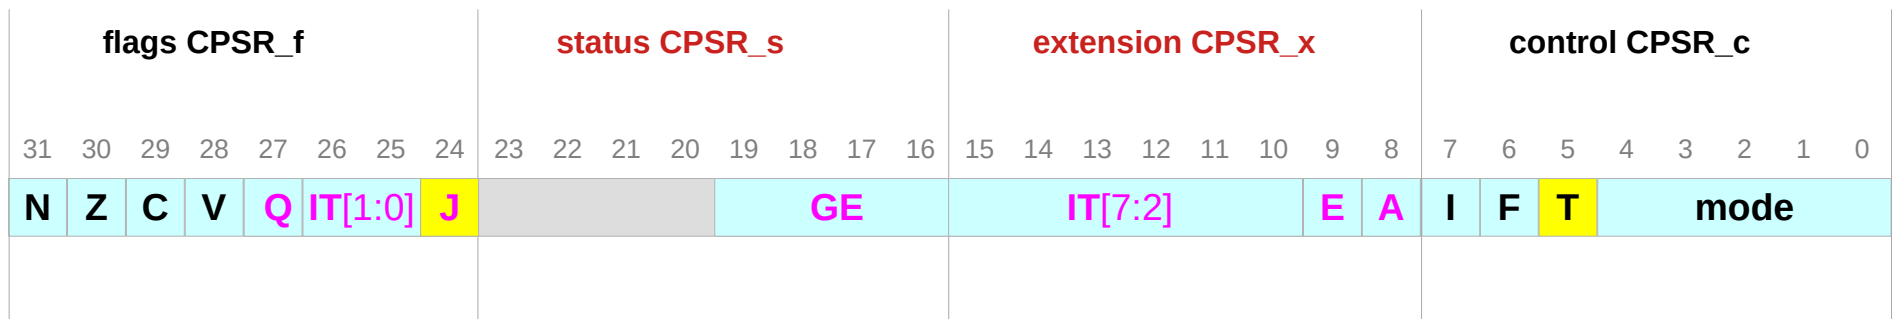 flags CPSR_f status CPSR_s extension CPSR_x control CPSR_c
31 30 29 28 27 26 25 24 23 22 21 20 19 18 17 16 15 14 13 12 11 10 9 8 7 6 5 4 3 2 1 0
N Z C V Q IT[1:0] J GE IT[7:2] E A I F T mode